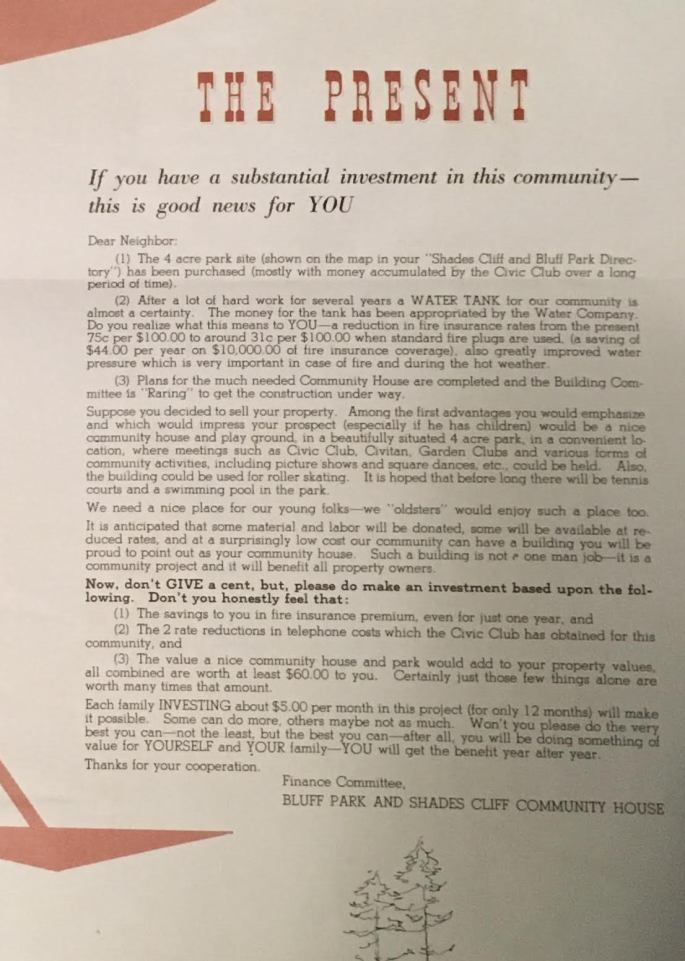 THE PRESENT
If you have a substantial investment in this community—
this is good news for YOU
Dear Neighbor:
(1) The 4 acre park site (shown on the map in your "Shades Cliff and Bluff Park Direc-
tory") has been purchased (mostly with money accumulated by the Civic Club over a long
period of time).
(2) After a lot of hard work for several years a WATER TANK for our community is
almost a certainty. The money for the tank has been appropriated by the Water Company.
Do you realize what this means to YOU—a reduction in fire insurance rates from the present
75c per $100.00 to around 31c per $100.00 when standard fire plugs are used, (a saving of
$44.00 per year on $10,000.00 of fire insurance coverage), also greatly improved water
pressure which is very important in case of fire and during the hot weather.
(3) Plans for the much needed Community House are completed and the Building Com-
mittee is "Raring" to get the construction under way.
Suppose you decided to sell your property. Among the first advantages you would emphasize
and which would impress your prospect (especially if he has children) would be a nice
community house and play ground, in a beautifully situated 4 acre park, in a convenient lo-
cation, where meetings such as Civic Club, Civitan, Garden Clubs and various forms of
community activities, including picture shows and square dances, etc., could be held. Also,
the building could be used for roller skating. It is hoped that before long there will be tennis
courts and a swimming pool in the park.
We need a nice place for our young folks—we "oldsters" would enjoy such a place too.
It is anticipated that some material and labor will be donated, some will be available at re-
duced rates, and at a surprisingly low cost our community can have a building you will be
proud to point out as your community house. Such a building is not a one man job—it is a
community project and it will benefit all property owners.
Now, don't GIVE a cent, but, please do make an investment based upon the fol-
lowing. Don't you honestly feel that:
(1) The savings to you in fire insurance premium, even for just one year, and
(2) The 2 rate reductions in telephone costs which the Civic Club has obtained for this
community, and
(3) The value a nice community house and park would add to your property values,
all combined are worth at least $60.00 to you. Certainly just those few things alone are
worth many times that amount.
Each family INVESTING about $5.00 per month in this project (for only 12 months) will make
it possible. Some can do more, others maybe not as much. Won't you please do the very
best you can—not the least, but the best you can—after all, you will be doing something of
value for YOURSELF and YOUR family—YOU will get the benefit year after year.
Thanks for your cooperation.
Finance Committee,
BLUFF PARK AND SHADES CLIFF COMMUNITY HOUSE